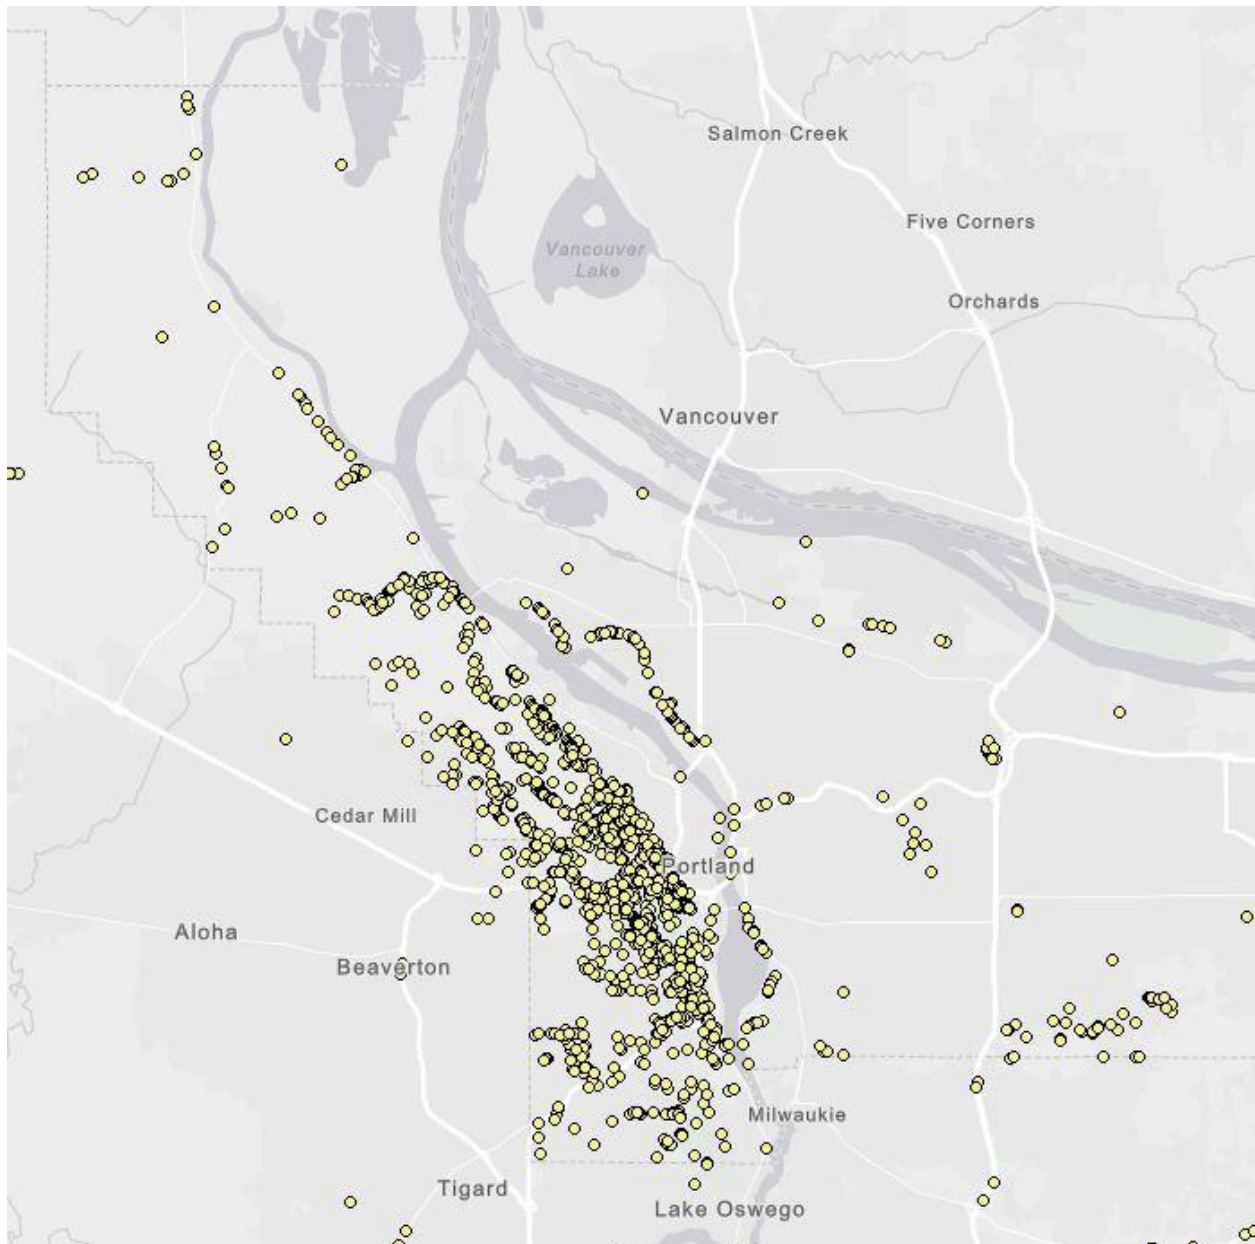 Salmon Creek
Five Corners
Vancouver
Lake
Orchards
Vancouver
Cedar Mill
Portland
Aloha
Beaverton
Milwaukie
Tigard
Lake Oswego